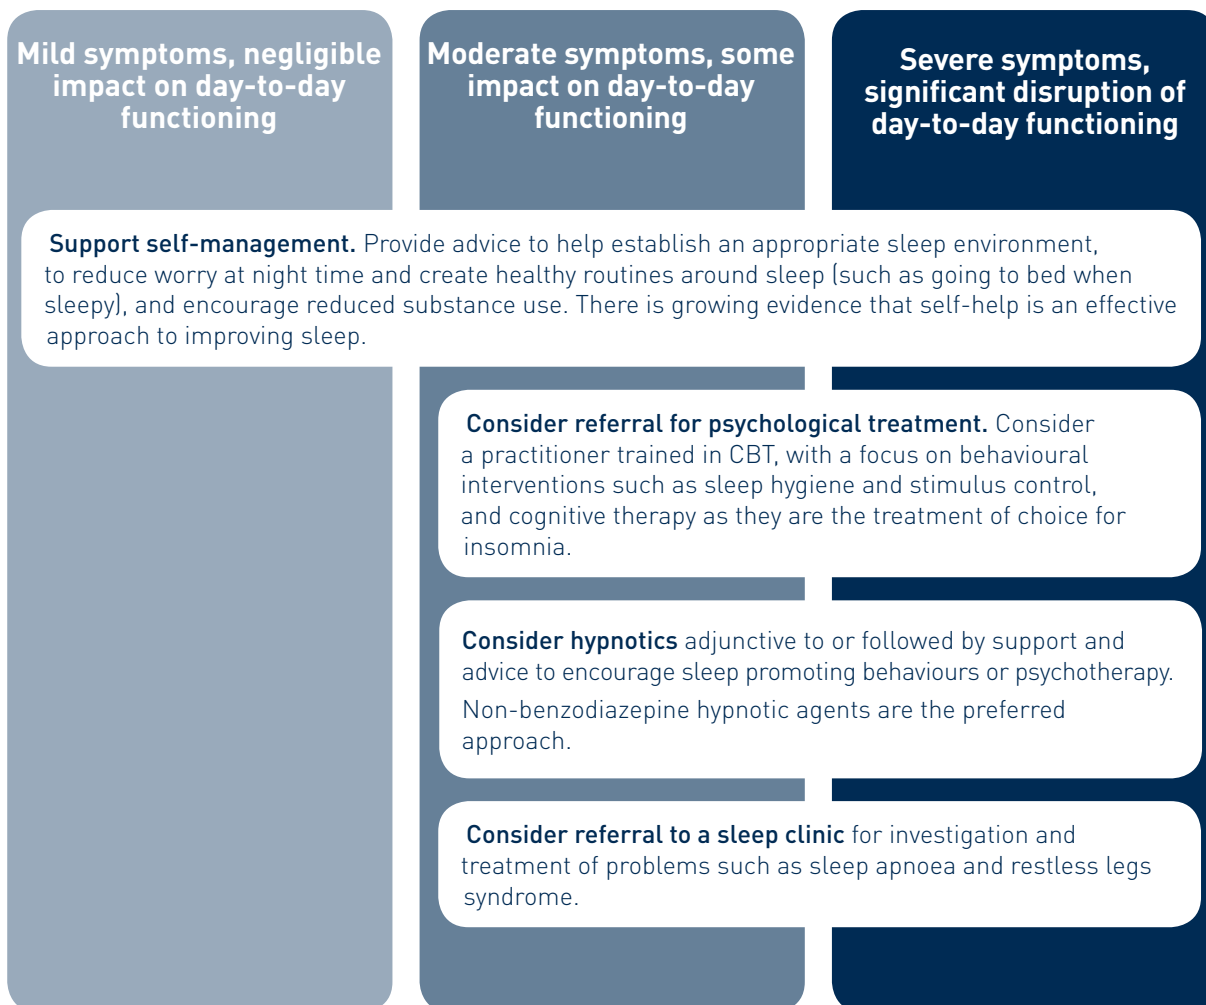 Mild symptoms, negligible
impact on day-to-day
functioning
Moderate symptoms, some
impact on day-to-day
functioning
Severe symptoms,
significant disruption of
day-to-day functioning
Support self-management. Provide advice to help establish an appropriate sleep environment,
to reduce worry at night time and create healthy routines around sleep (such as going to bed when
sleepy), and encourage reduced substance use. There is growing evidence that self-help is an effective
approach to improving sleep.
Consider referral for psychological treatment. Consider
a practitioner trained in CBT, with a focus on behavioural
interventions such as sleep hygiene and stimulus control,
and cognitive therapy as they are the treatment of choice for
insomnia.
Consider hypnotics adjunctive to or followed by support and
advice to encourage sleep promoting behaviours or psychotherapy.
Non-benzodiazepine hypnotic agents are the preferred
approach.
Consider referral to a sleep clinic for investigation and
treatment of problems such as sleep apnoea and restless legs
syndrome.